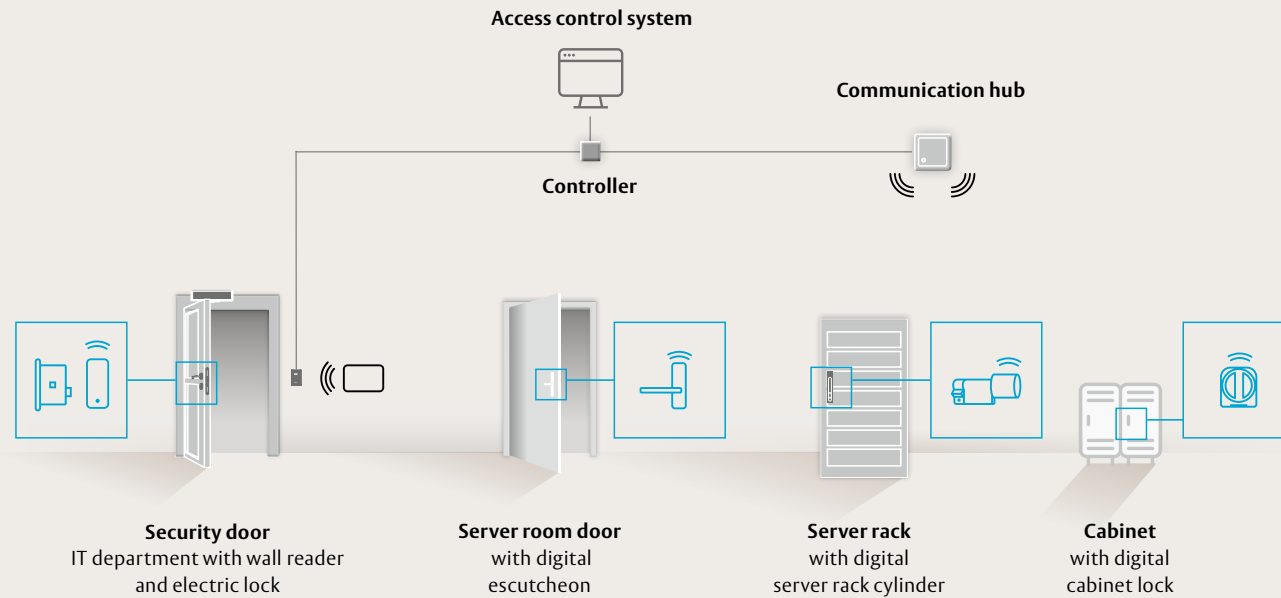 Access control system
Communication hub
Controller
Security door
IT department with wall reader
and electric lock
Server room door
with digital
escutcheon
Server rack
with digital
server rack cylinder
Cabinet
with digital
cabinet lock